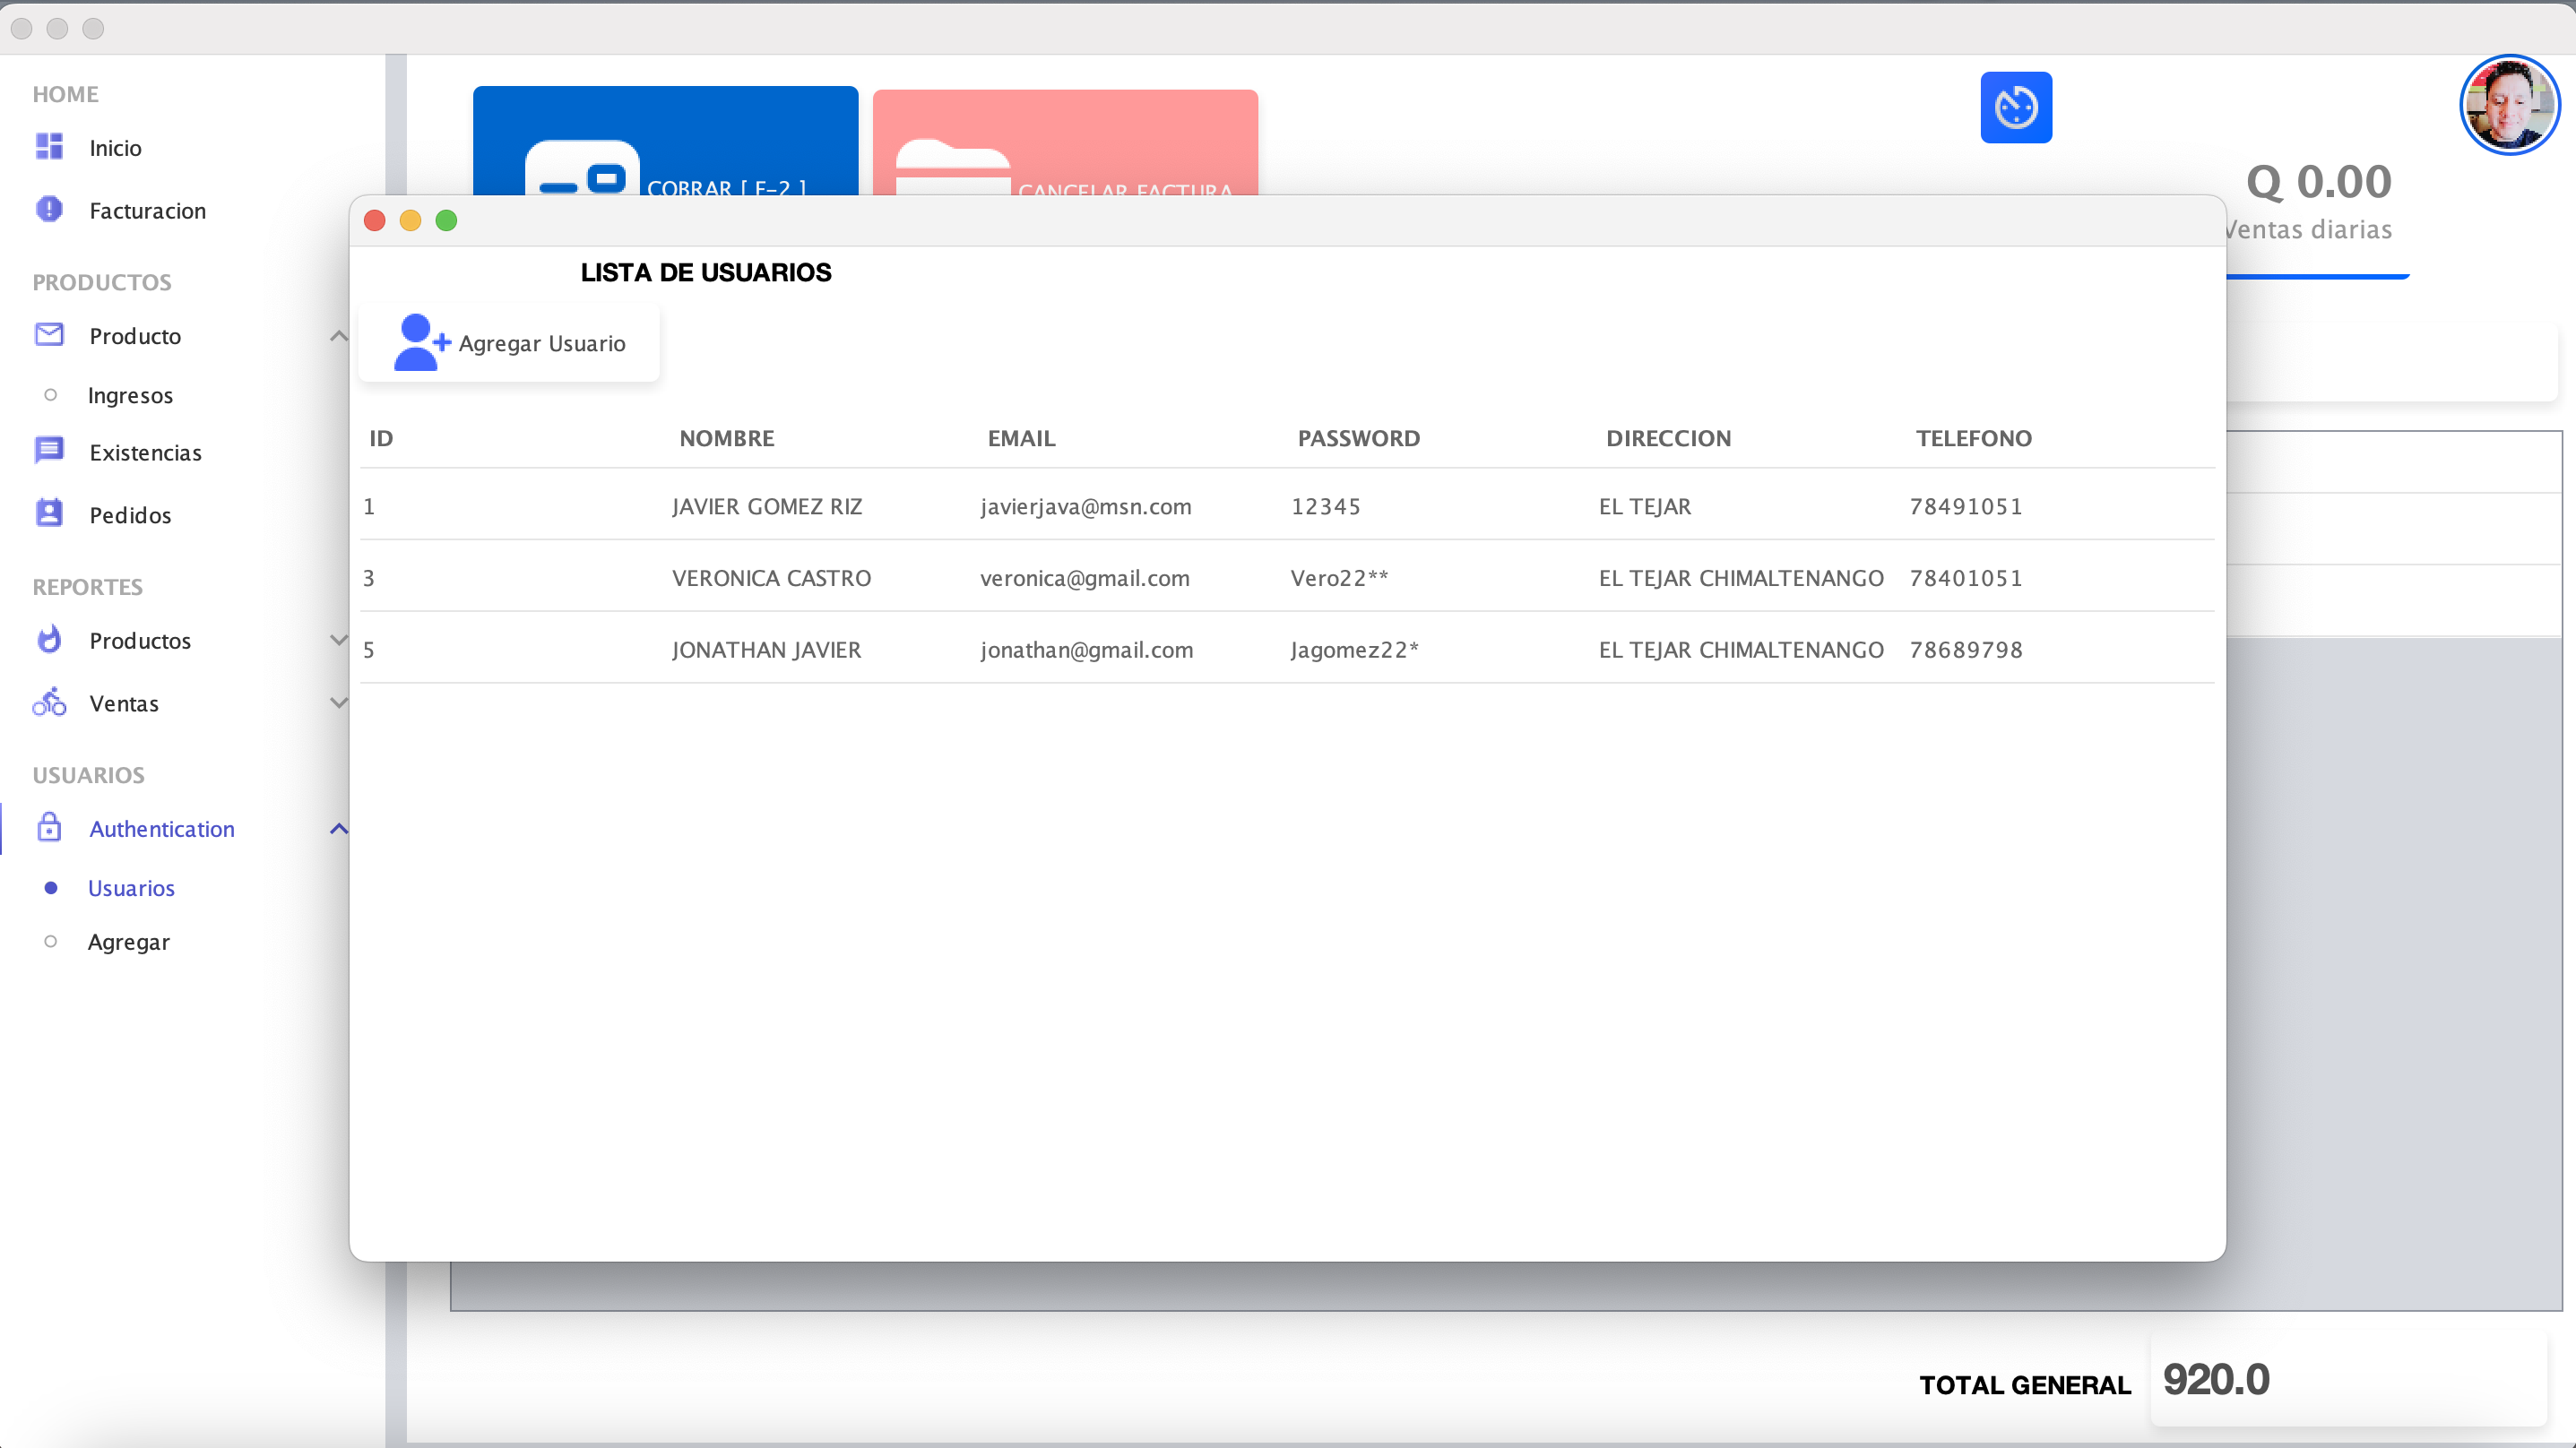 HOME
Inicio
Facturacion
PRODUCTOS
Producto
Ingresos
Existencias
Pedidos
REPORTES
Productos
Ventas
USUARIOS
Authentication
Usuarios
Agregar
COBRAR [ F-2 ]
CANCELAR FACTURA
Q 0.00
Ventas diarias
LISTA DE USUARIOS
Agregar Usuario
ID NOMBRE EMAIL PASSWORD DIRECCION TELEFONO
1 JAVIER GOMEZ RIZ javierjava@msn.com 12345 EL TEJAR 78491051
3 VERONICA CASTRO veronica@gmail.com Vero22** EL TEJAR CHIMALTENANGO 78401051
5 JONATHAN JAVIER jonathan@gmail.com Jagomez22* EL TEJAR CHIMALTENANGO 78689798
TOTAL GENERAL 920.0